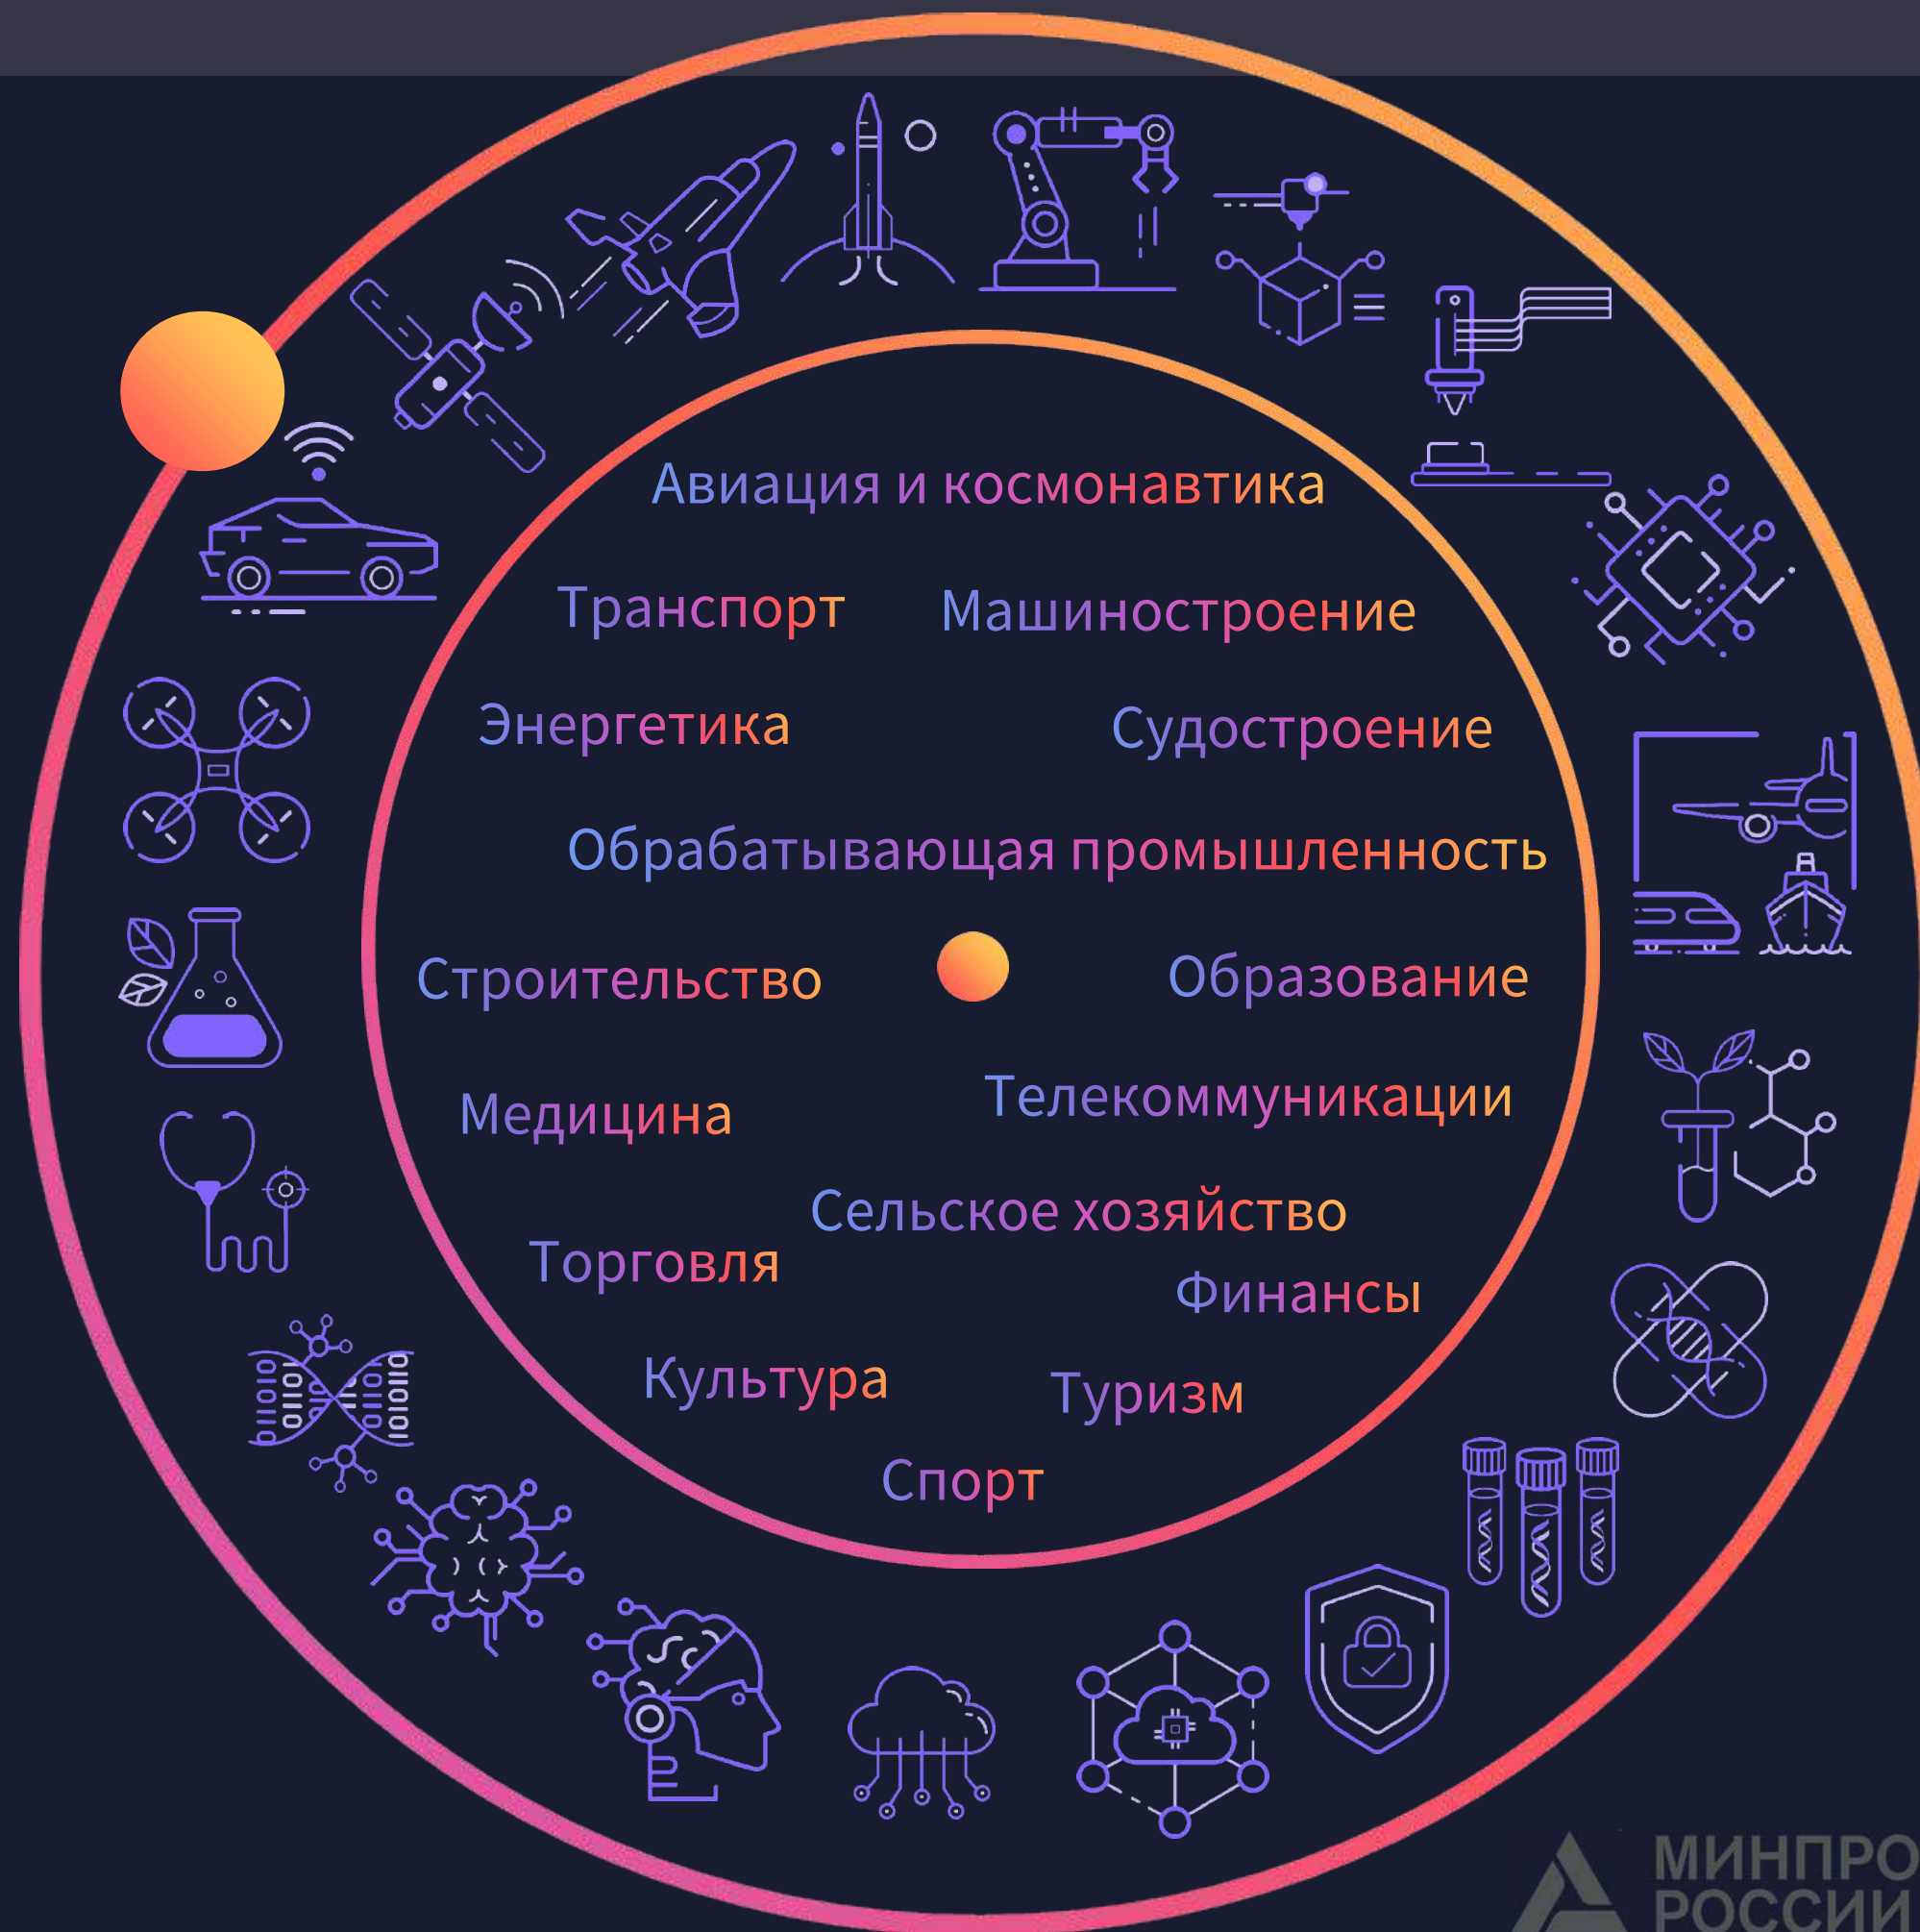 Авиация и космонавтика
Транспорт
Машиностроение
Энергетика
Судостроение
Обрабатывающая промышленность
Строительство
Образование
Медицина
Телекоммуникации
Сельское хозяйство
Торговля
Финансы
Культура
Туризм
Спорт
МИНПРО
РОССИИ